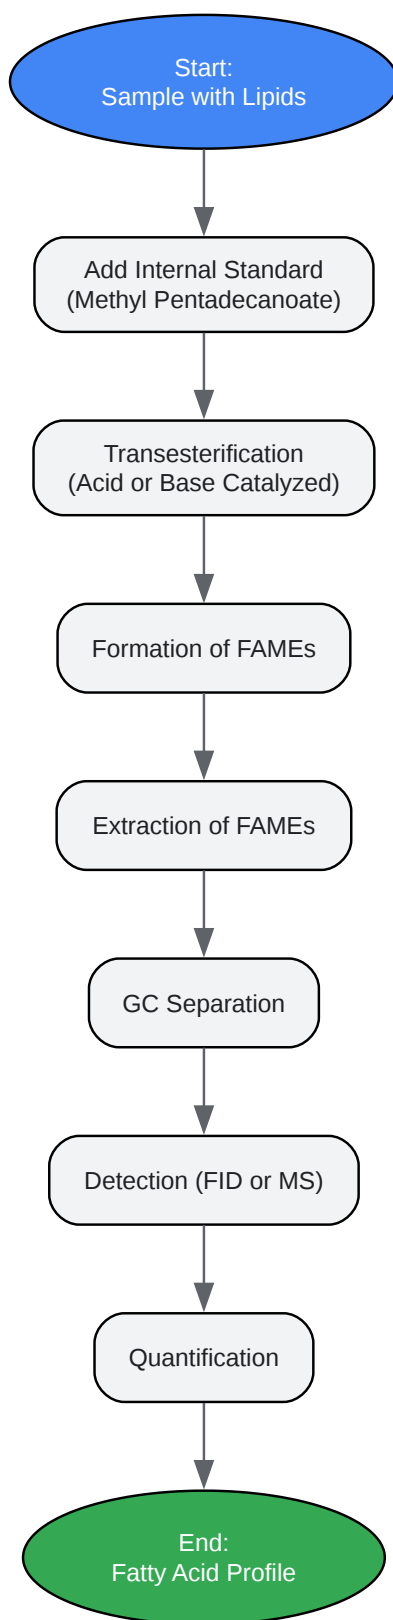 Start:
Sample with Lipids
Add Internal Standard
(Methyl Pentadecanoate)
Transesterification
(Acid or Base Catalyzed)
Formation of FAMEs
Extraction of FAMEs
GC Separation
Detection (FID or MS)
Quantification
End:
Fatty Acid Profile